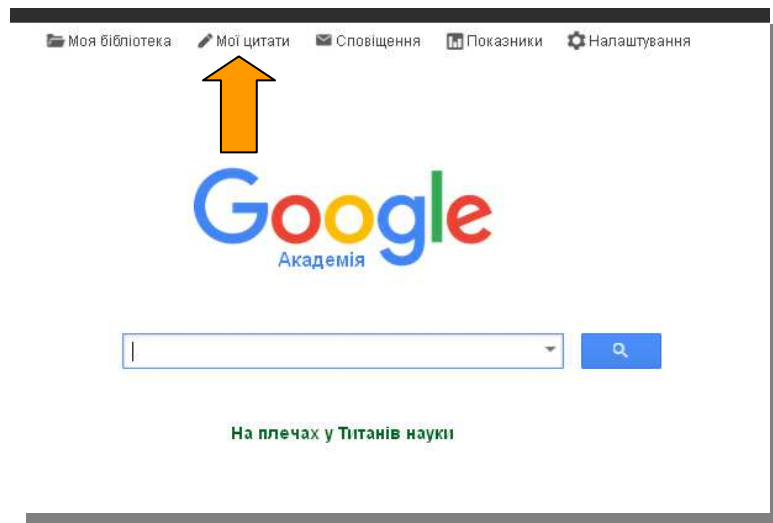 Моя бібліотека Мої цитати Сповіщення Показники Налаштування
Google
Академія
На плечах у Титанів науки